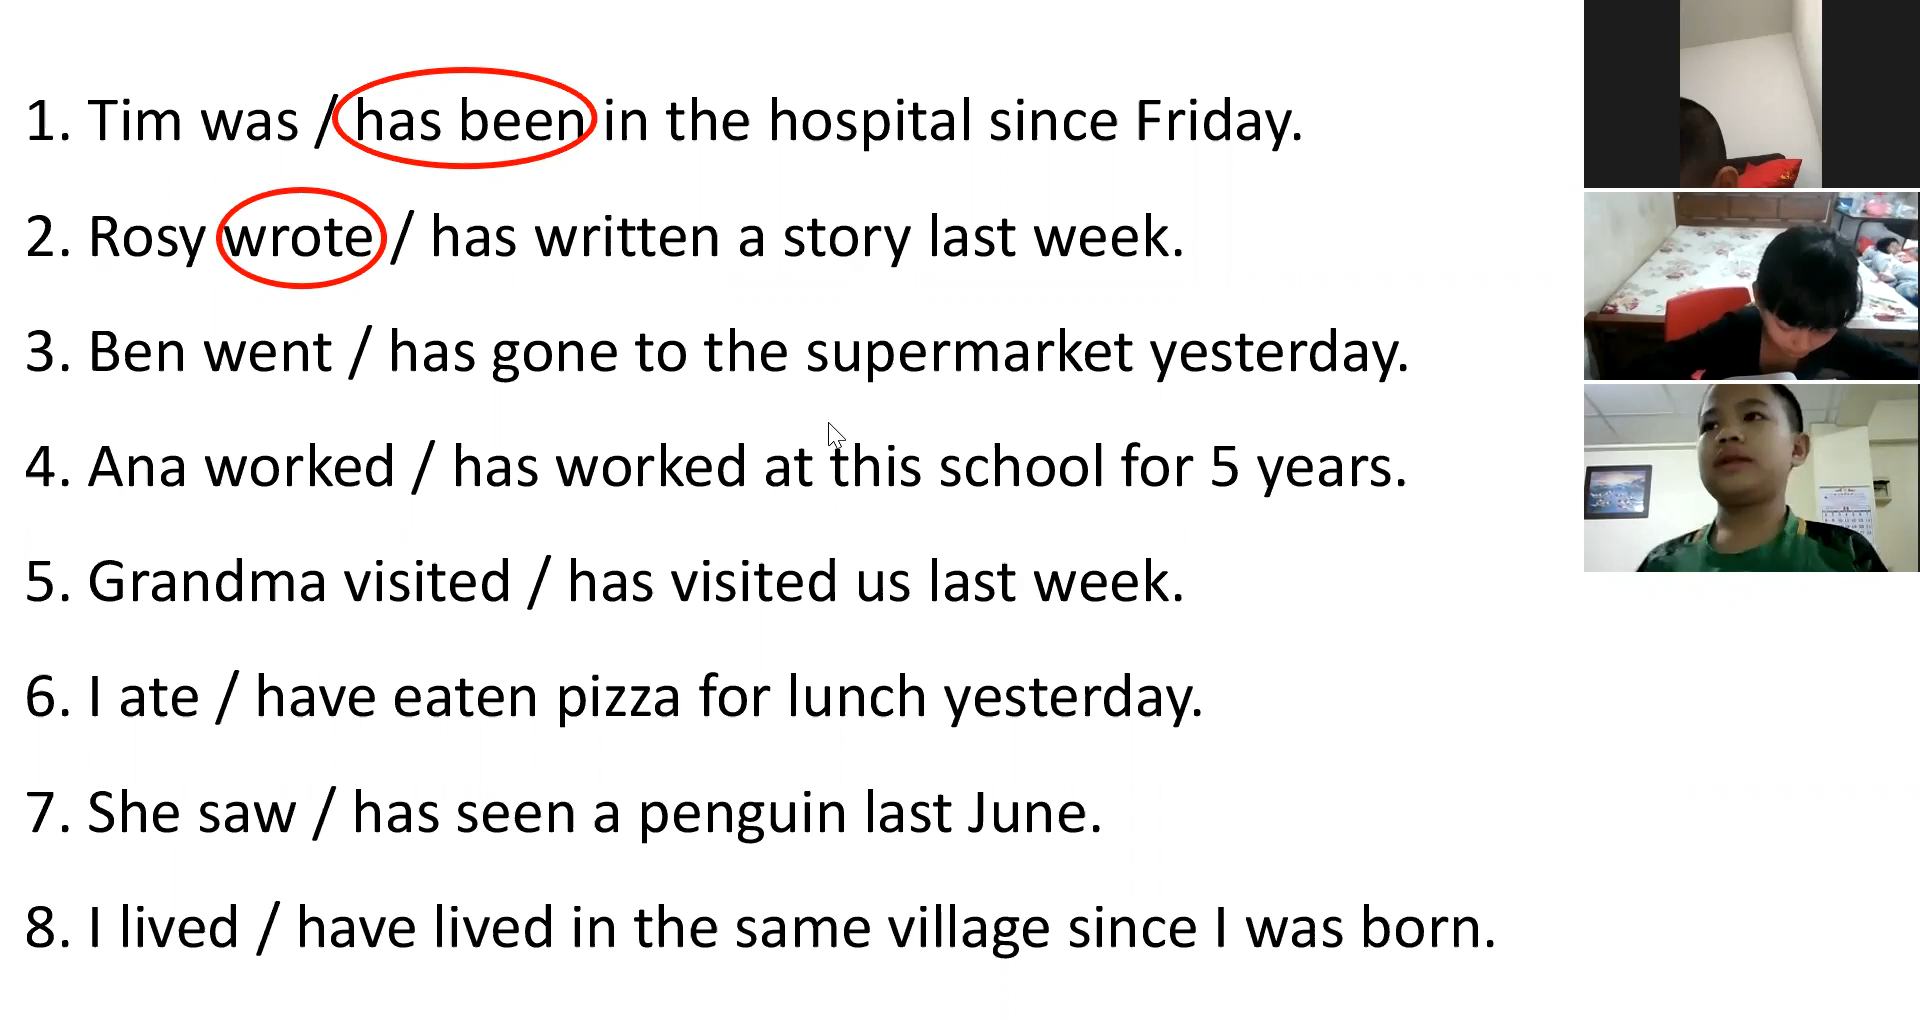 1. Tim was / has been in the hospital since Friday.
2. Rosy wrote / has written a story last week.
3. Ben went / has gone to the supermarket yesterday.
4. Ana worked / has worked at this school for 5 years.
5. Grandma visited / has visited us last week.
6. I ate / have eaten pizza for lunch yesterday.
7. She saw / has seen a penguin last June.
8. I lived / have lived in the same village since I was born.